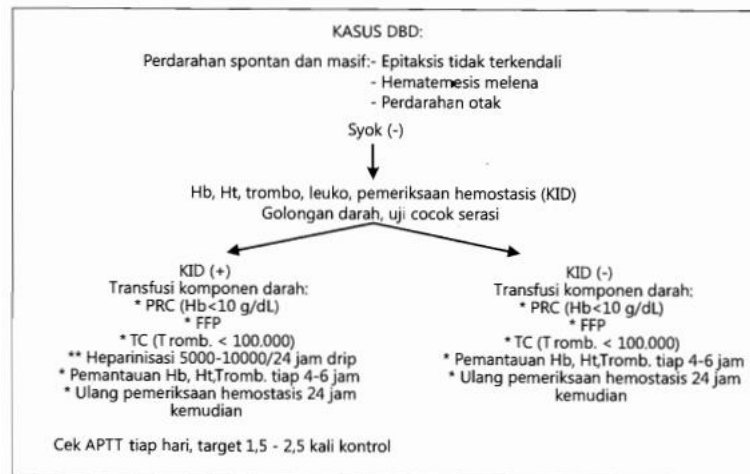 KASUS DBD:
Perdarahan spontan dan masif:- Epitaksis tidak terkendali
- Hematemesis melena
- Perdarahan otak
Syok (-)
Hb, Ht, trombo, leuko, pemeriksaan hemostasis (KID)
Golongan darah, uji cocok serasi
KID (+)
Transfusi komponen darah:
* PRC (Hb<10 g/dL)
* FFP
* TC (Tromb. < 100.000)
** Heparinisasi 5000-10000/24 jam drip
* Pemantauan Hb, Ht,Tromb. tiap 4-6 jam
* Ulang pemeriksaan hemostasis 24 jam
kemudian
KID (-)
Transfusi komponen darah:
* PRC (Hb<10 g/dL)
* FFP
* TC (Tromb. < 100.000)
* Pemantauan Hb, Ht,Tromb. tiap 4-6 jam
* Ulang pemeriksaan hemostasis 24 jam
kemudian
Cek APTT tiap hari, target 1,5 - 2,5 kali kontrol